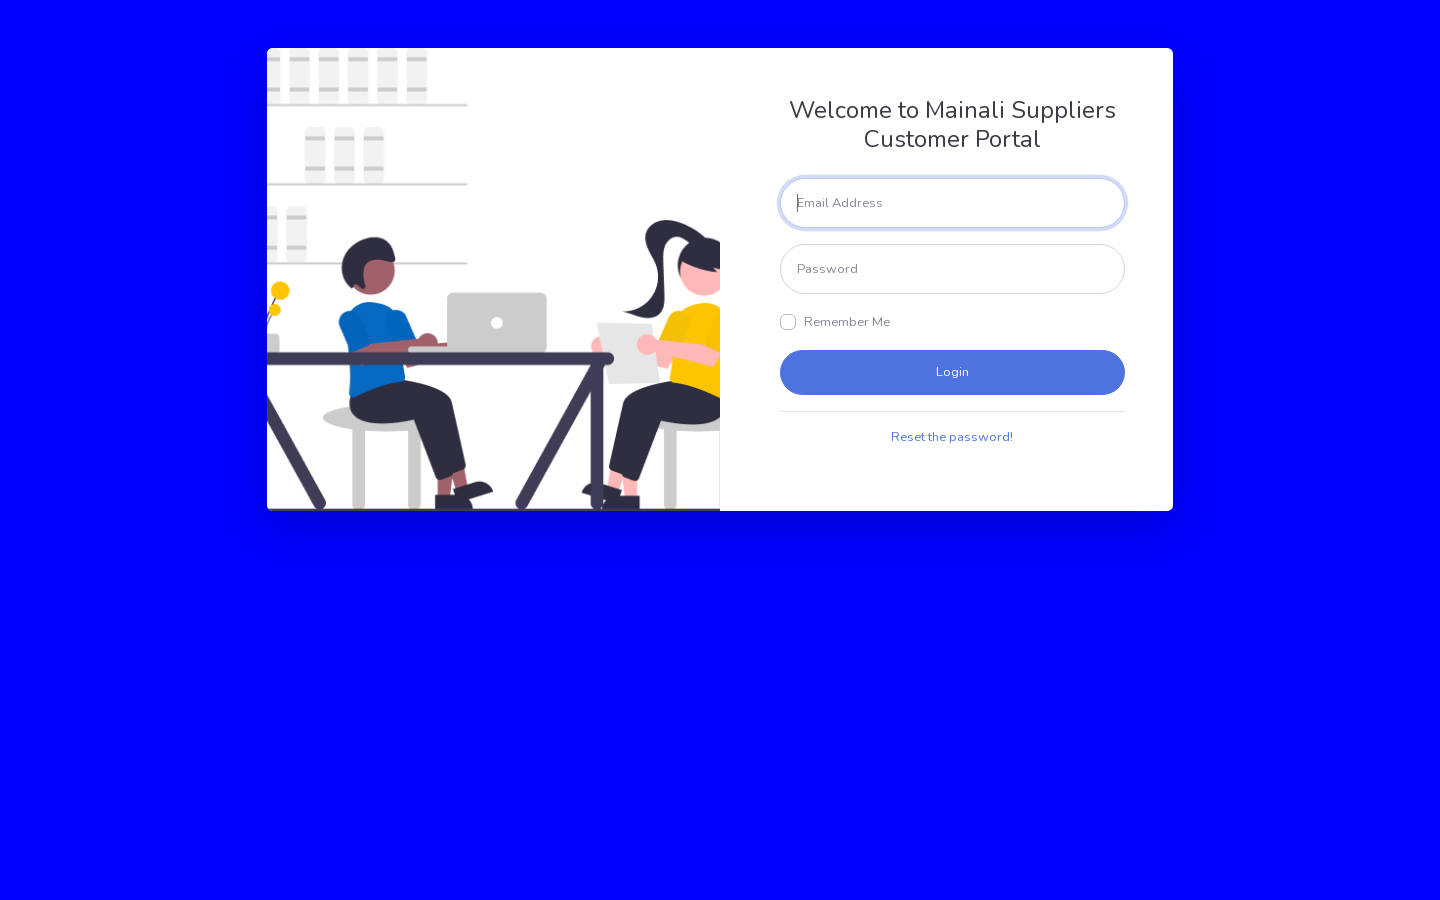 Welcome to Mainali Suppliers
Customer Portal
Email Address
Password
Remember Me
Login
Reset the password!